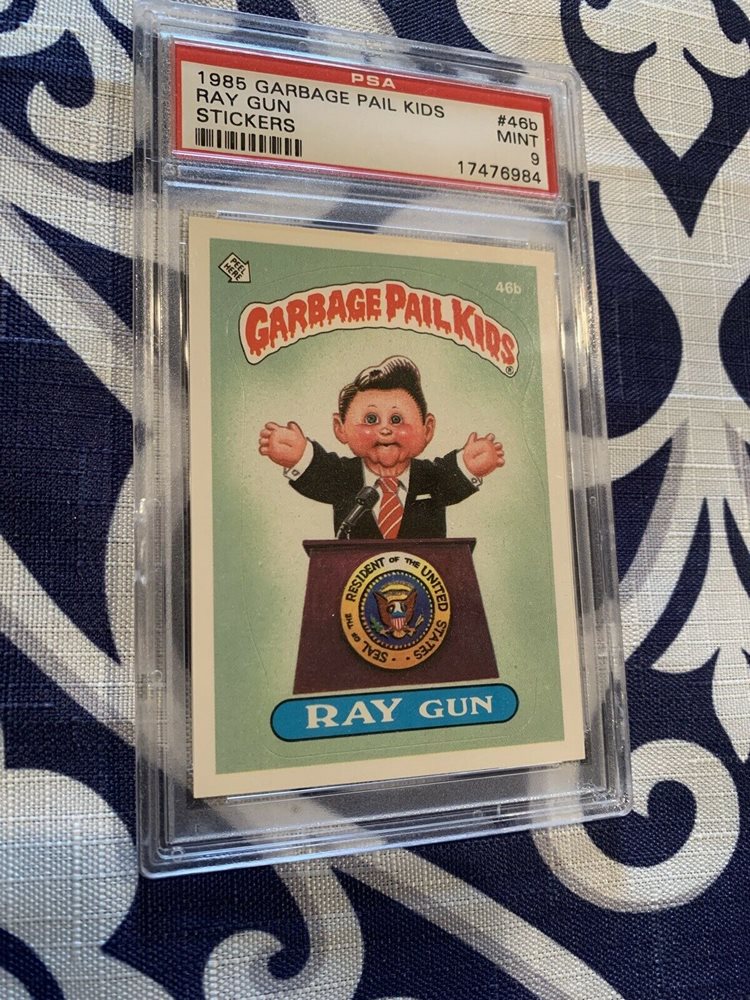 PSA
1985 GARBAGE PAIL KIDS
#46b
RAY GUN
MINT
STICKERS
9
17476984
PEEL
HERE
46b
GARBAGE PAIL KIDS®
SEAL OF THE RESIDENT OF THE UNITED STATES
RAY GUN